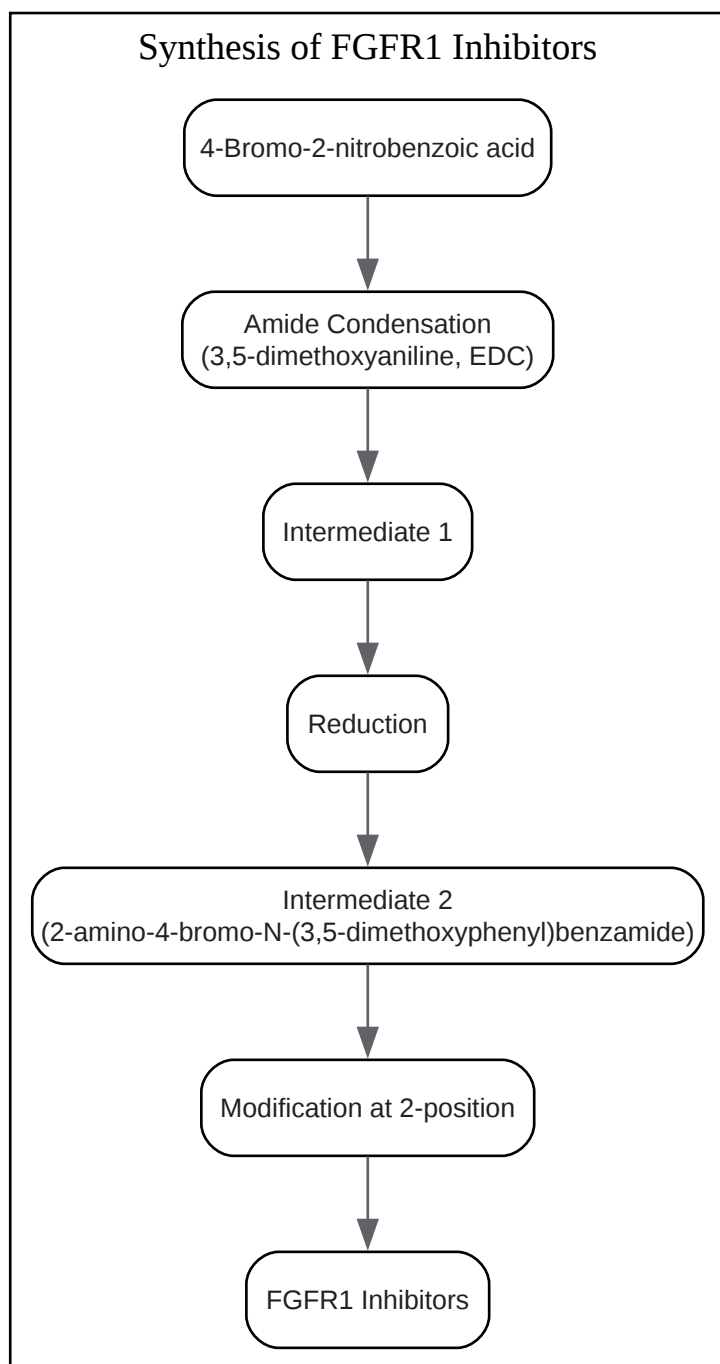 Synthesis of FGFR1 Inhibitors
4-Bromo-2-nitrobenzoic acid
Amide Condensation
(3,5-dimethoxyaniline, EDC)
Intermediate 1
Reduction
Intermediate 2
(2-amino-4-bromo-N-(3,5-dimethoxyphenyl)benzamide)
Modification at 2-position
FGFR1 Inhibitors